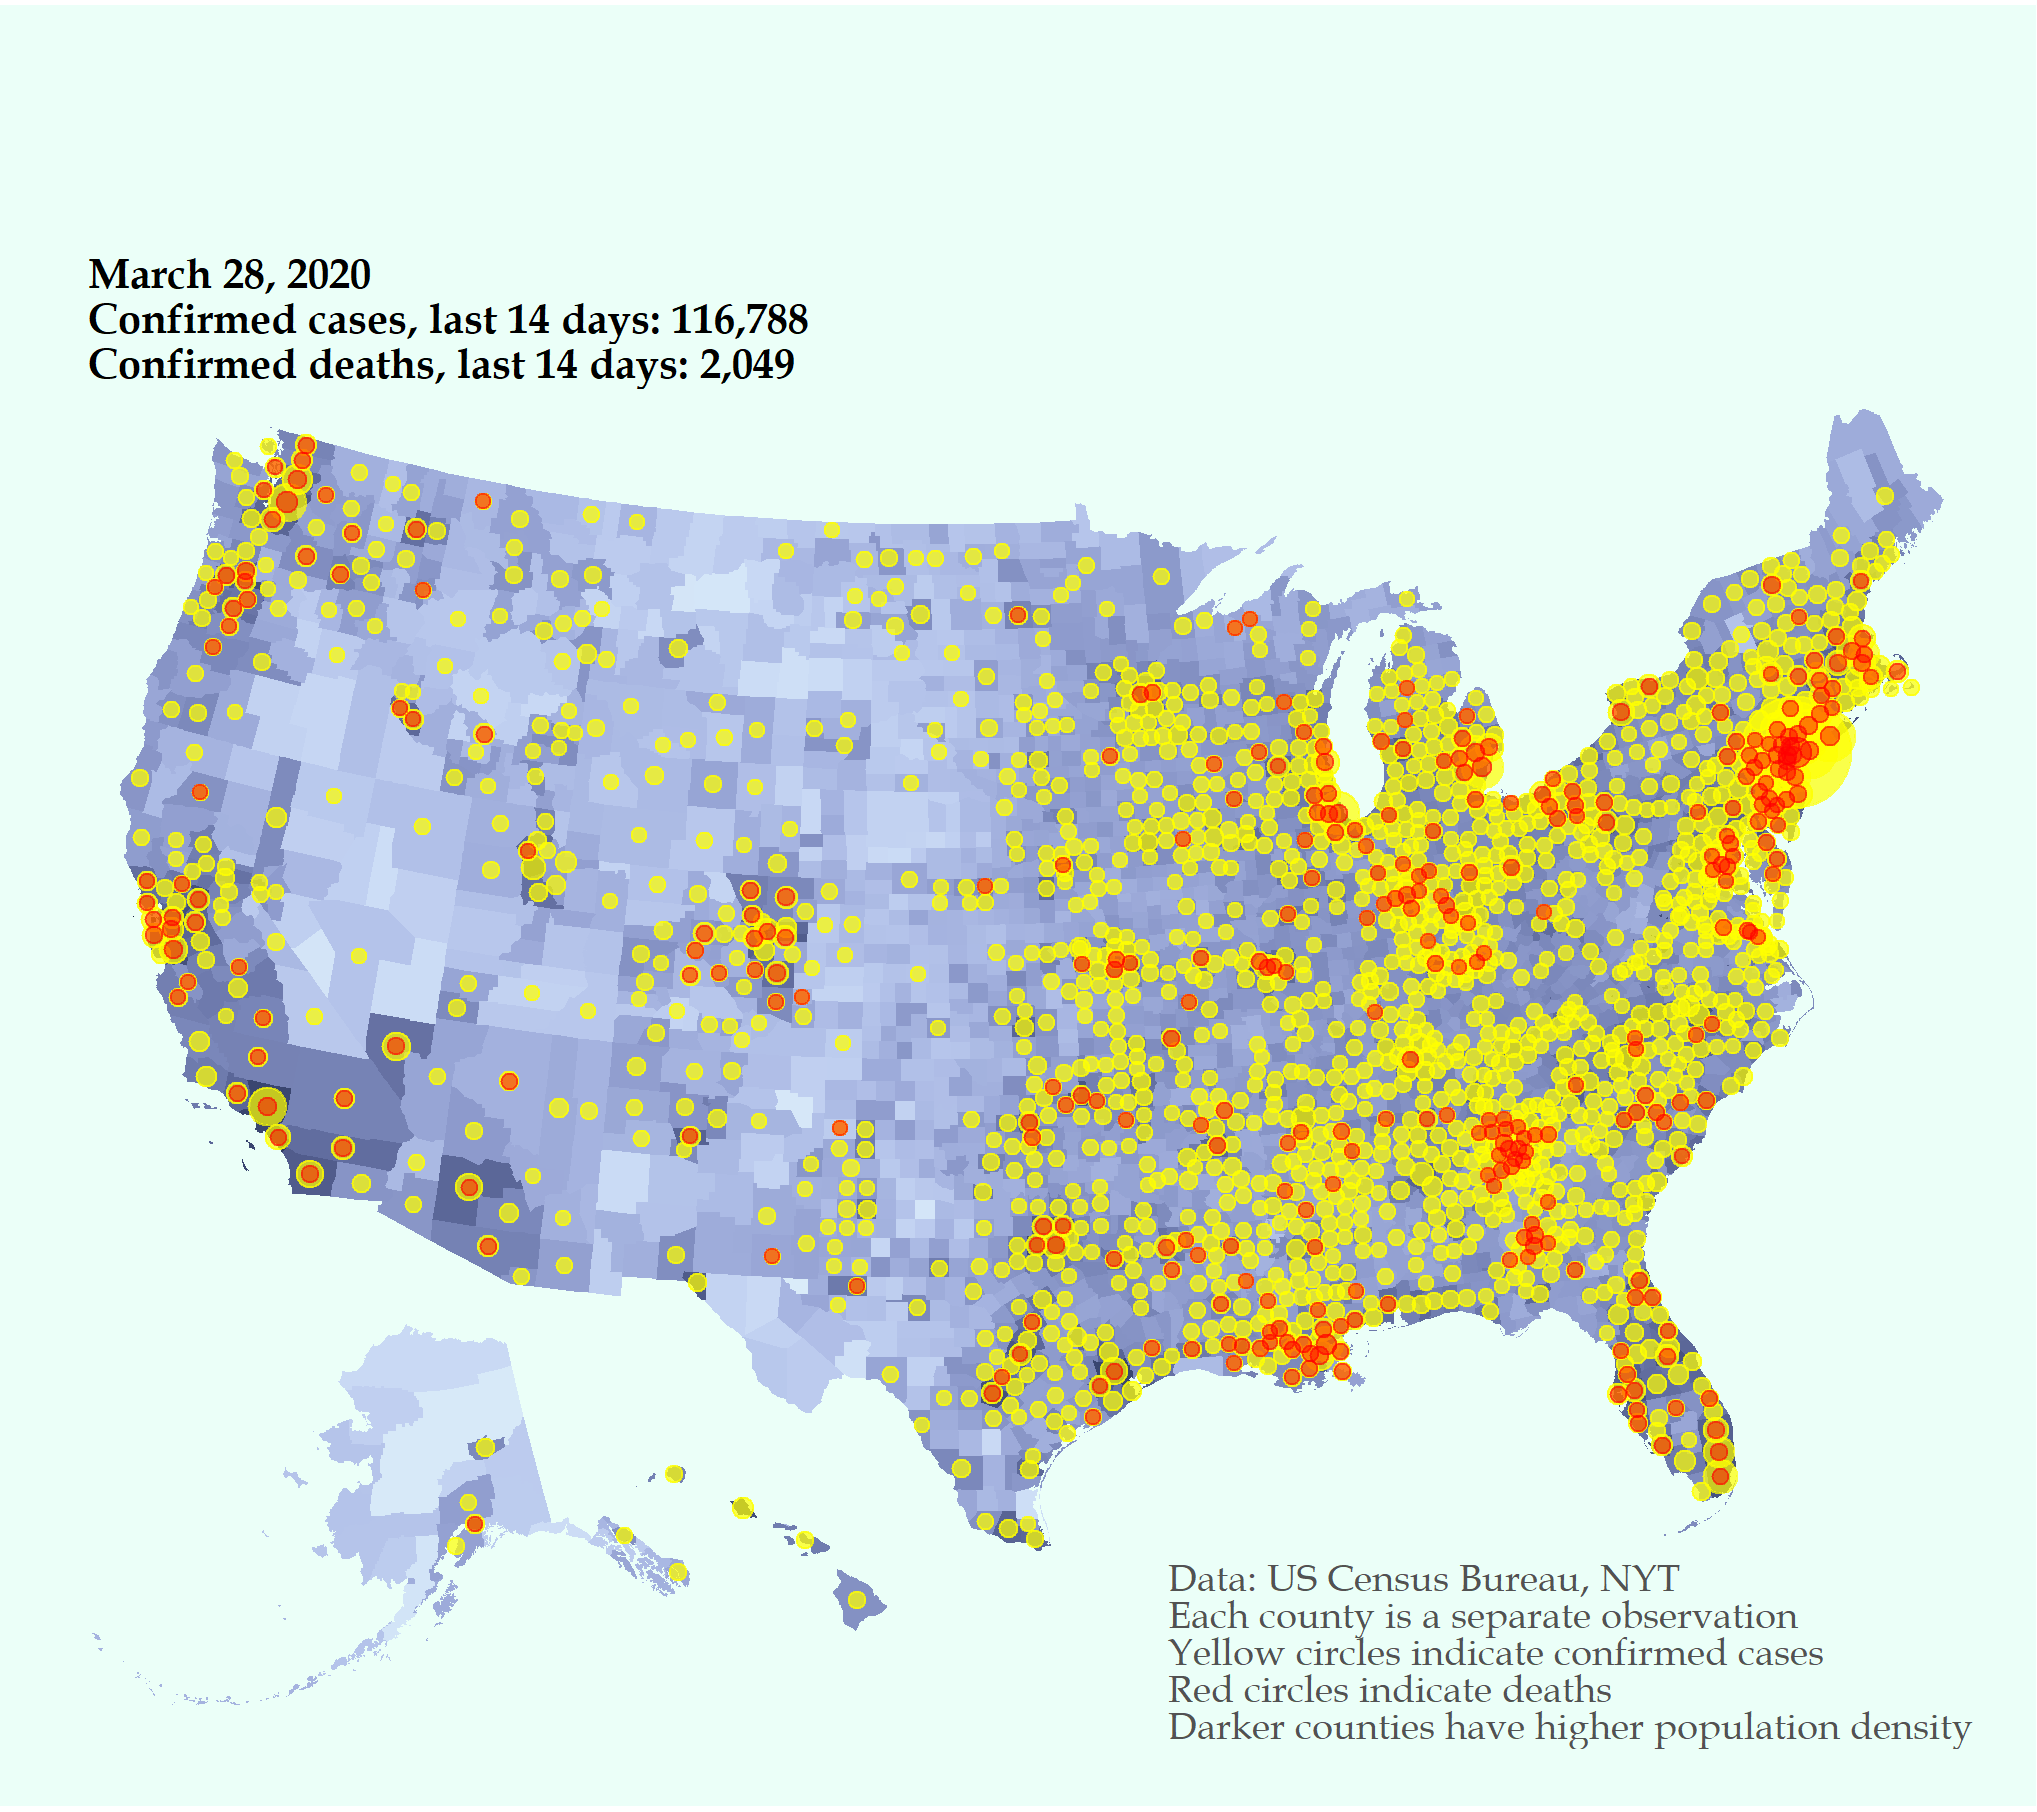 March 28, 2020
Confirmed cases, last 14 days: 116,788
Confirmed deaths, last 14 days: 2,049
Data: US Census Bureau, NYT
Each county is a separate observation
Yellow circles indicate confirmed cases
Red circles indicate deaths
Darker counties have higher population density